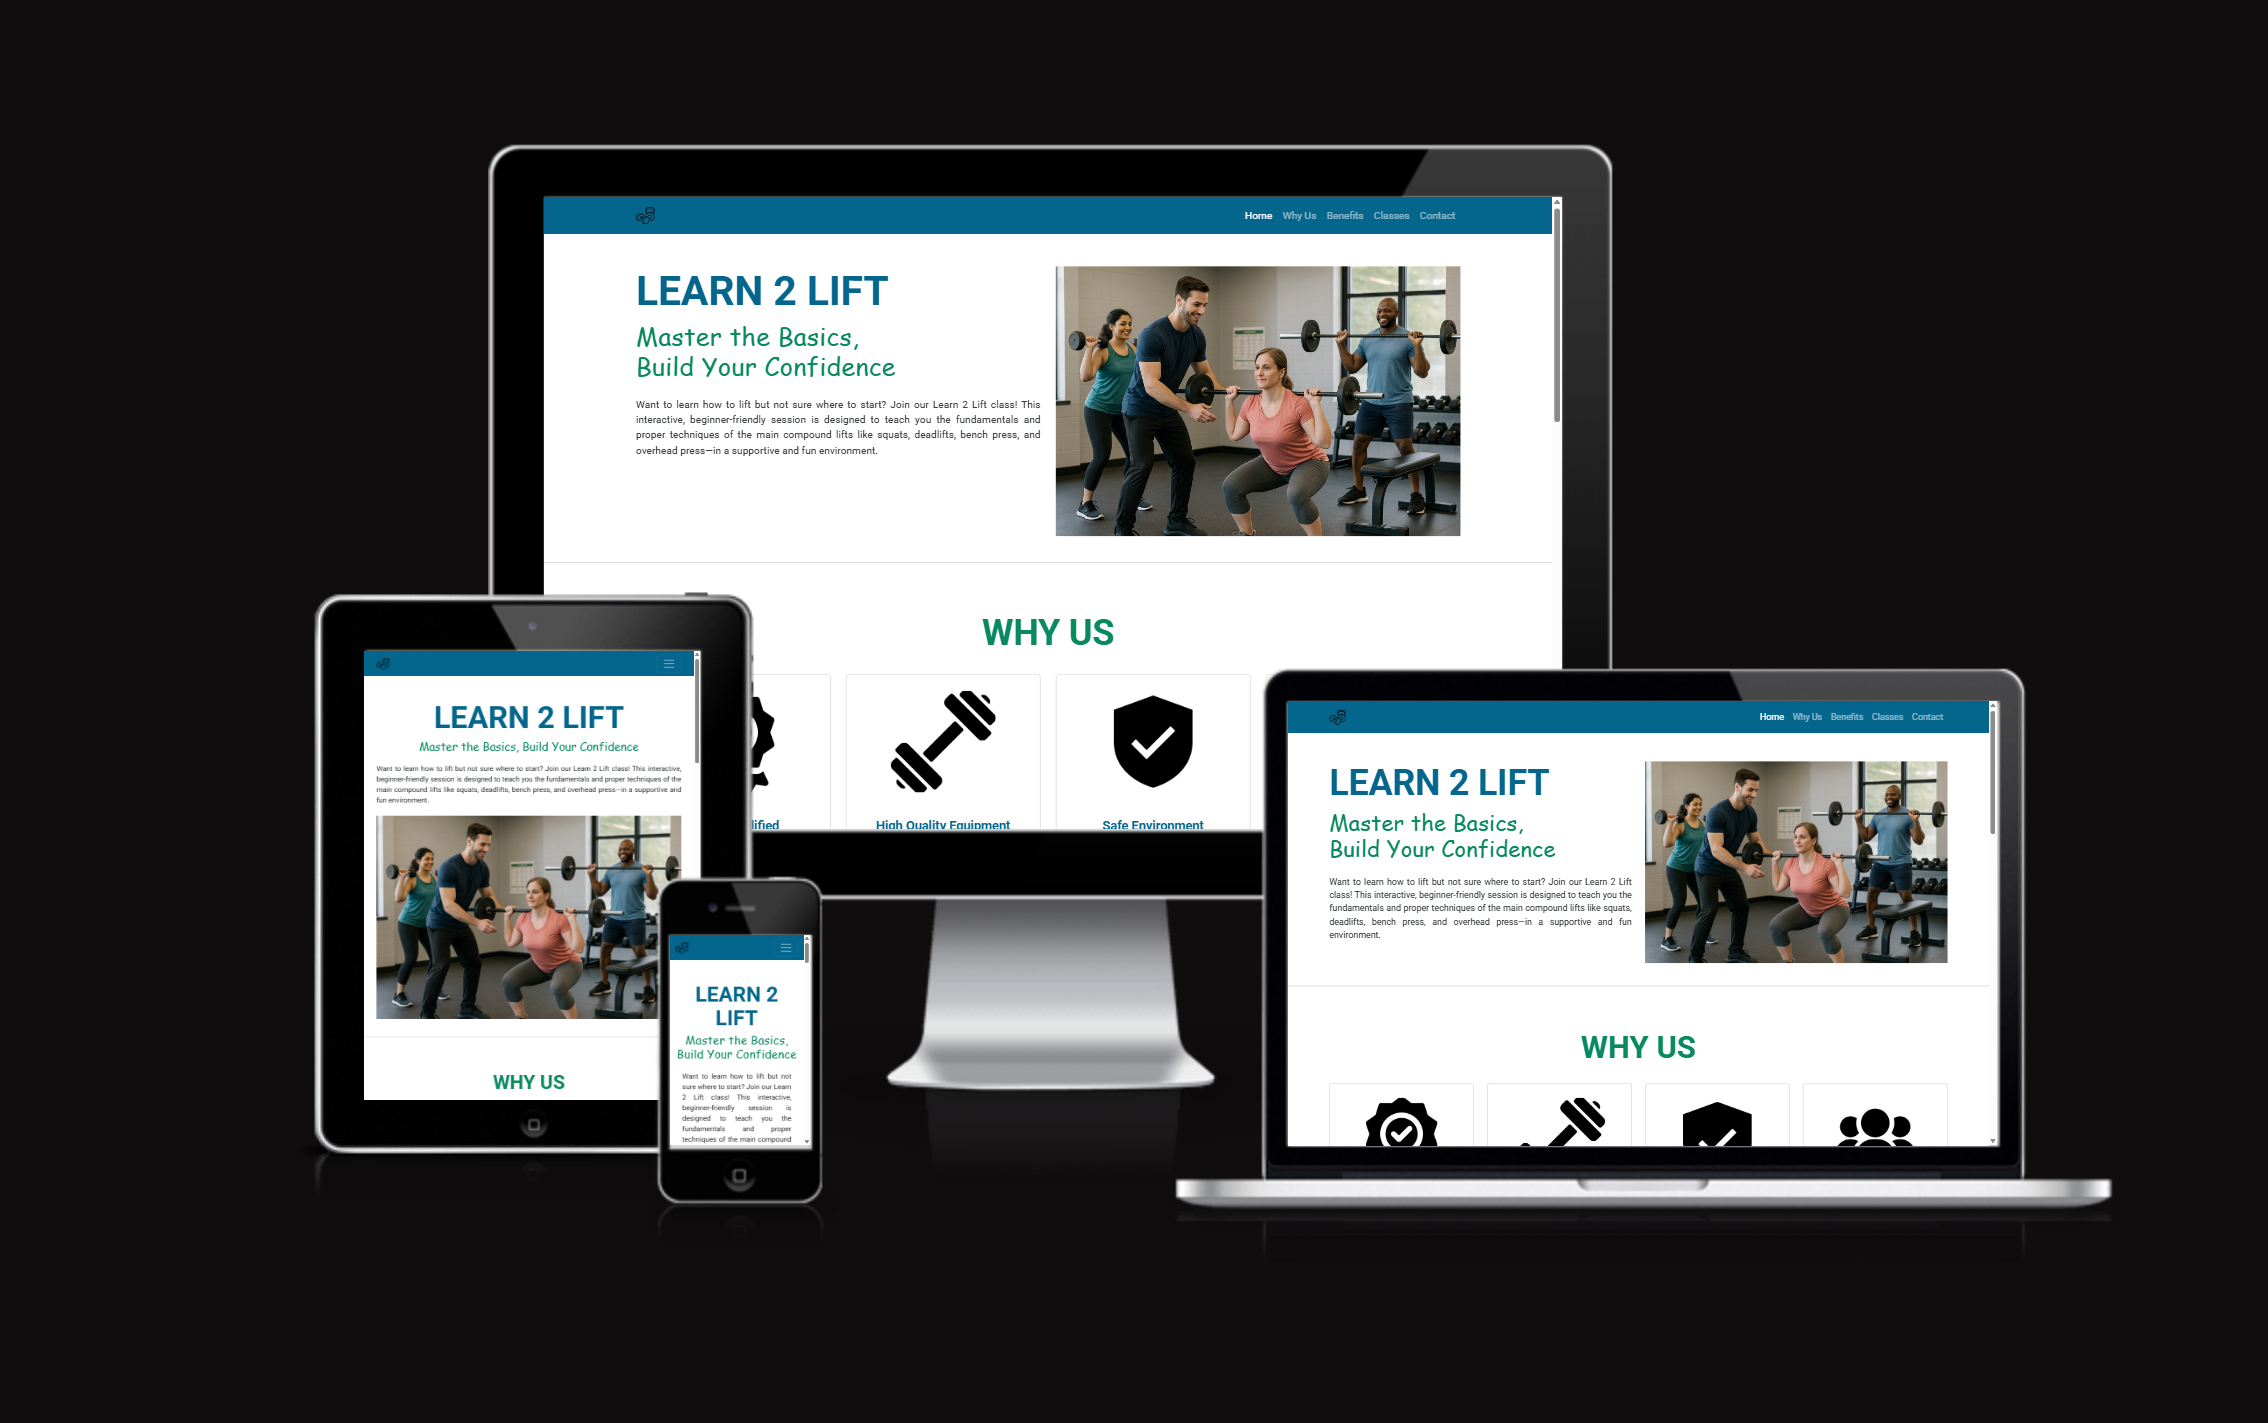 Home Why Us Benefits Classes Contact
LEARN 2 LIFT
Master the Basics,
Build Your Confidence
Want to learn how to lift but not sure where to start? Join our Learn 2 Lift class! This
interactive, beginner-friendly session is designed to teach you the fundamentals and
proper techniques of the main compound lifts like squats, deadlifts, bench press, and
overhead press—in a supportive and fun environment.
WHY US
lified
High Quality Equipment
Safe Environment
LEARN 2 LIFT
Master the Basics, Build Your Confidence
Want to learn how to lift but not sure where to start? Join our Learn 2 Lift class! This interactive,
beginner-friendly session is designed to teach you the fundamentals and proper techniques of the
main compound lifts like squats, deadlifts, bench press, and overhead press—in a supportive and
fun environment.
WHY US
LEARN 2
LIFT
Master the Basics,
Build Your Confidence
Want to learn how to lift but not
sure where to start? Join our Learn
2 Lift class! This interactive,
beginner-friendly session is
designed to teach you the
fundamentals and proper
techniques of the main compound
Home Why Us Benefits Classes Contact
LEARN 2 LIFT
Master the Basics,
Build Your Confidence
Want to learn how to lift but not sure where to start? Join our Learn 2 Lift
class! This interactive, beginner-friendly session is designed to teach you the
fundamentals and proper techniques of the main compound lifts like squats,
deadlifts, bench press, and overhead press—in a supportive and fun
environment.
WHY US